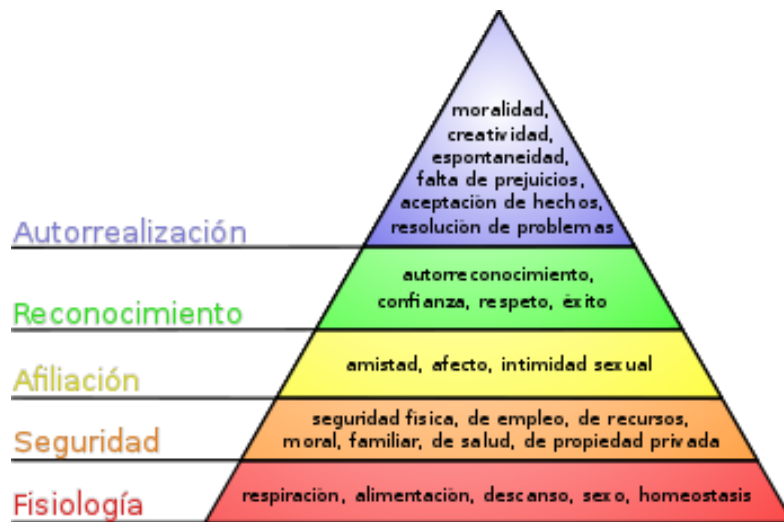 moralidad,
creatividad,
espontaneidad,
falta de prejuicios,
aceptación de hechos,
resolución de problemas
Autorrealización
autorreconocimiento,
confianza, respeto, éxito
Reconocimiento
amistad, afecto, intimidad sexual
Afiliación
seguridad física, de empleo, de recursos,
moral, familiar, de salud, de propiedad privada
Seguridad
respiración, alimentación, descanso, sexo, homeostasis
Fisiología